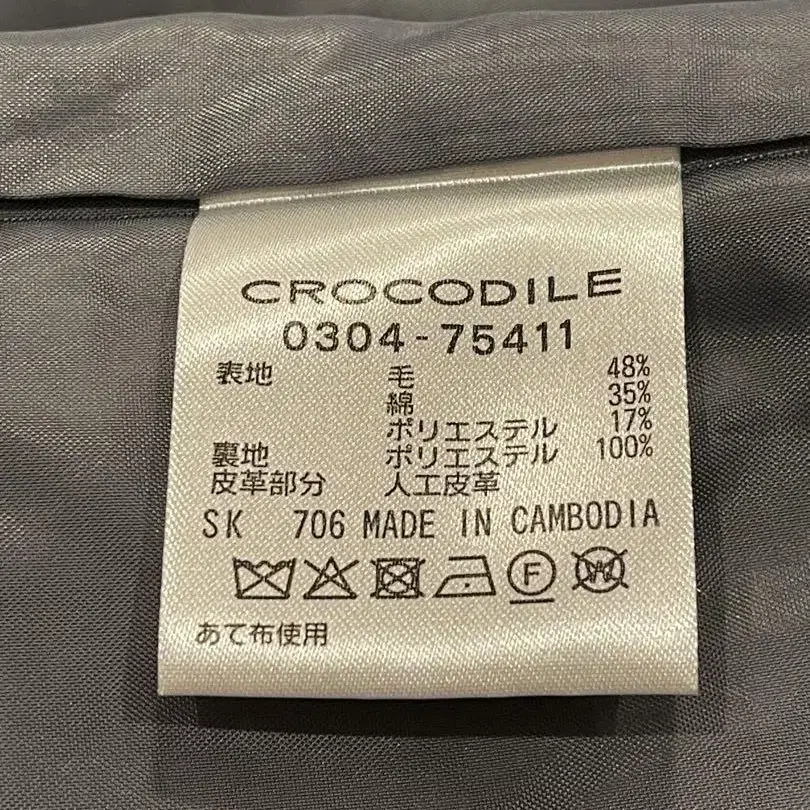 CROCODILE
0304-75411
表地 毛 48%
綿 35%
ポリエステル 17%
裏地 ポリエステル 100%
皮革部分 人工皮革
SK 706 MADE IN CAMBODIA
F W
あて布使用